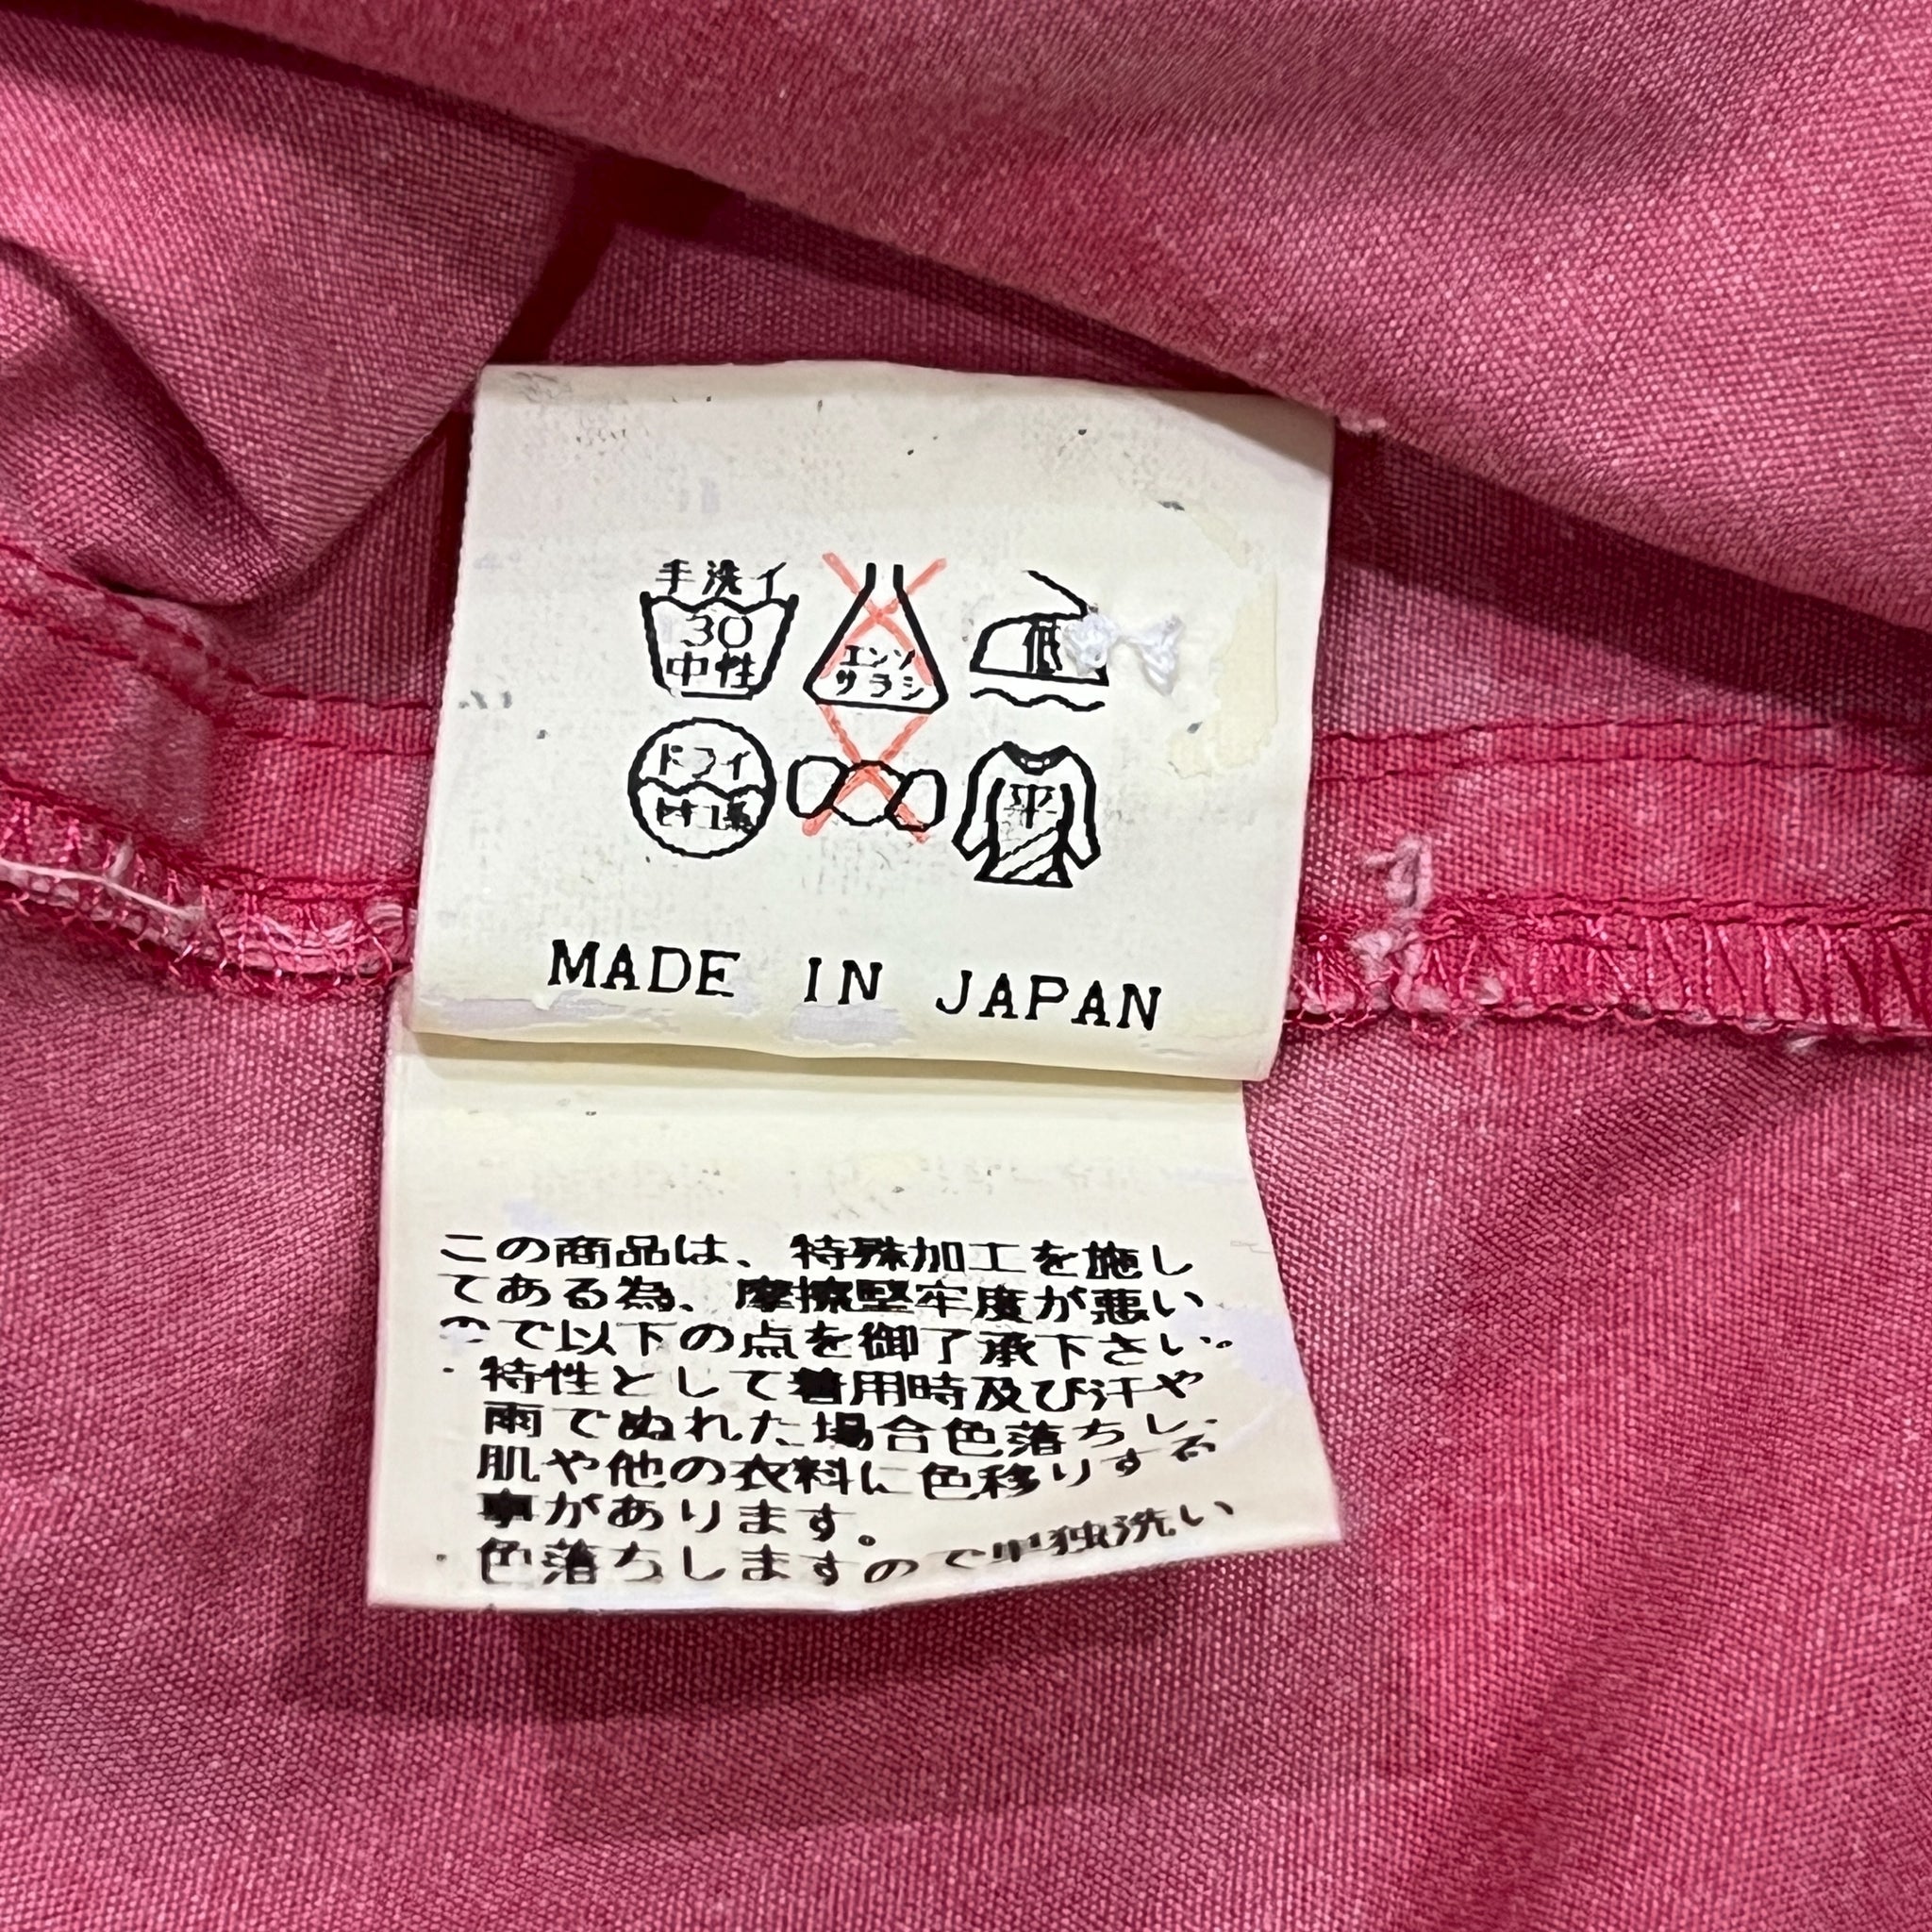 手洗イ
30
中性
エンソ
サラシ
低
ドライ
セキユ系
平
MADE IN JAPAN
この商品は、特殊加工を施し
てある為、摩擦堅牢度が悪い
ので以下の点を御了承下さい。
・特性として着用時及び汗や
雨でぬれた場合色落ちし、
肌や他の衣料に色移りする
事があります。
・色落ちしますので単独洗い